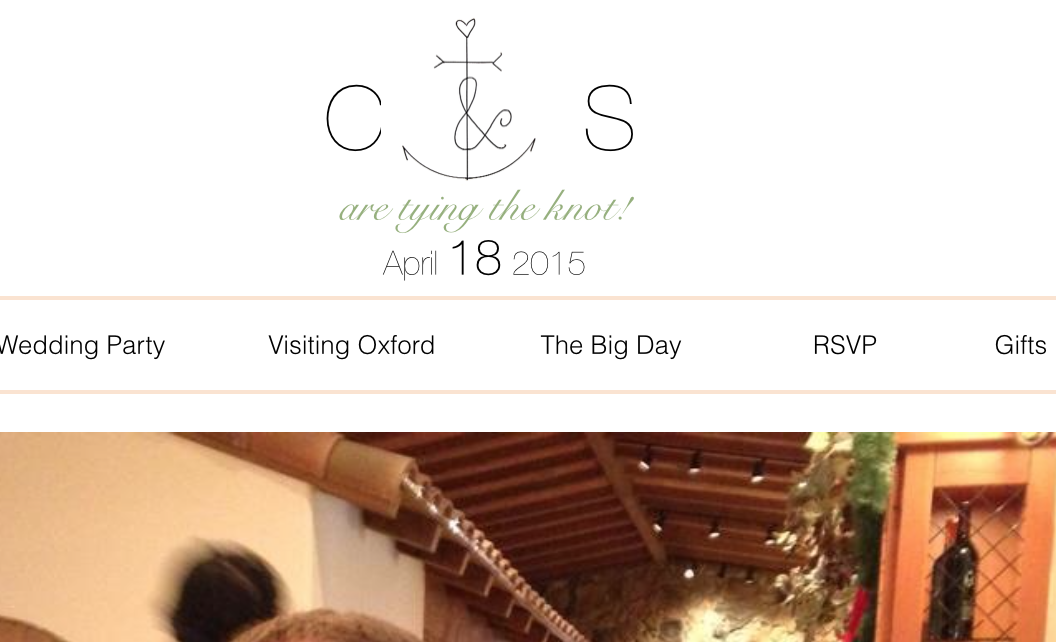 C & S
are tying the knot!
April 18 2015
Wedding Party Visiting Oxford The Big Day RSVP Gifts